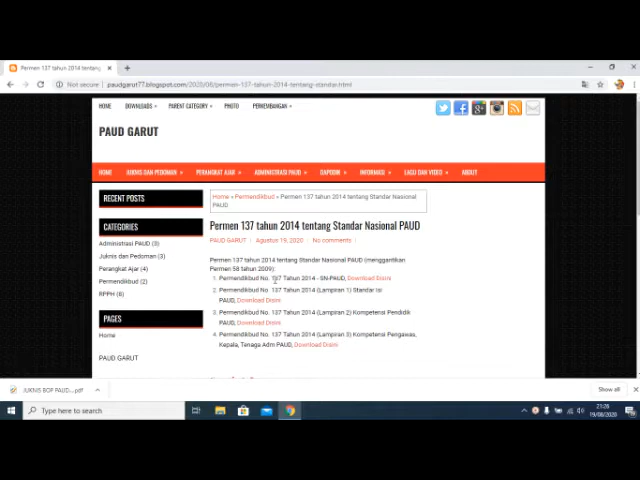 Permen 137 tahun 2014 tentang
Not secure | paudgarut77.blogspot.com/2020/08/permen-137-tahun-2014-tentang-standar.html
HOME DOWNLOADS » PARENT CATEGORY » PHOTO PERKEMBANGAN »
PAUD GARUT
HOME JUKNIS DAN PEDOMAN » PERANGKAT AJAR » ADMINISTRASI PAUD » DAPODIK » INFORMASI » LAGU DAN VIDEO » ABOUT
RECENT POSTS
CATEGORIES
Administrasi PAUD (3)
Juknis dan Pedoman (3)
Perangkat Ajar (4)
Permendikbud (2)
RPPH (6)
PAGES
Home
PAUD GARUT
Home » Permendikbud » Permen 137 tahun 2014 tentang Standar Nasional
PAUD
Permen 137 tahun 2014 tentang Standar Nasional PAUD
PAUD GARUT | Agustus 19, 2020 | No comments :
Permen 137 tahun 2014 tentang Standar Nasional PAUD (menggantikan
Permen 58 tahun 2009):
1. Permendikbud No. 137 Tahun 2014 - SN-PAUD, Download Disini
2. Permendikbud No. 137 Tahun 2014 (Lampiran 1) Standar Isi
PAUD, Download Disini
3. Permendikbud No. 137 Tahun 2014 (Lampiran 2) Kompetensi Pendidik
PAUD, Download Disini
4. Permendikbud No. 137 Tahun 2014 (Lampiran 3) Kompetensi Pengawas,
Kepala, Tenaga Adm PAUD, Download Disini
JUKNIS BOP PAUD....pdf
Show all
Type here to search
21:26
19/08/2020